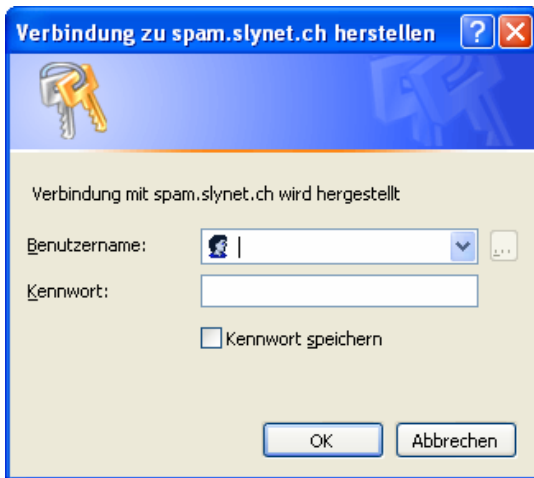 Verbindung zu spam.slynet.ch herstellen
Verbindung mit spam.slynet.ch wird hergestellt
Benutzername:
...
Kennwort:
Kennwort speichern
OK Abbrechen